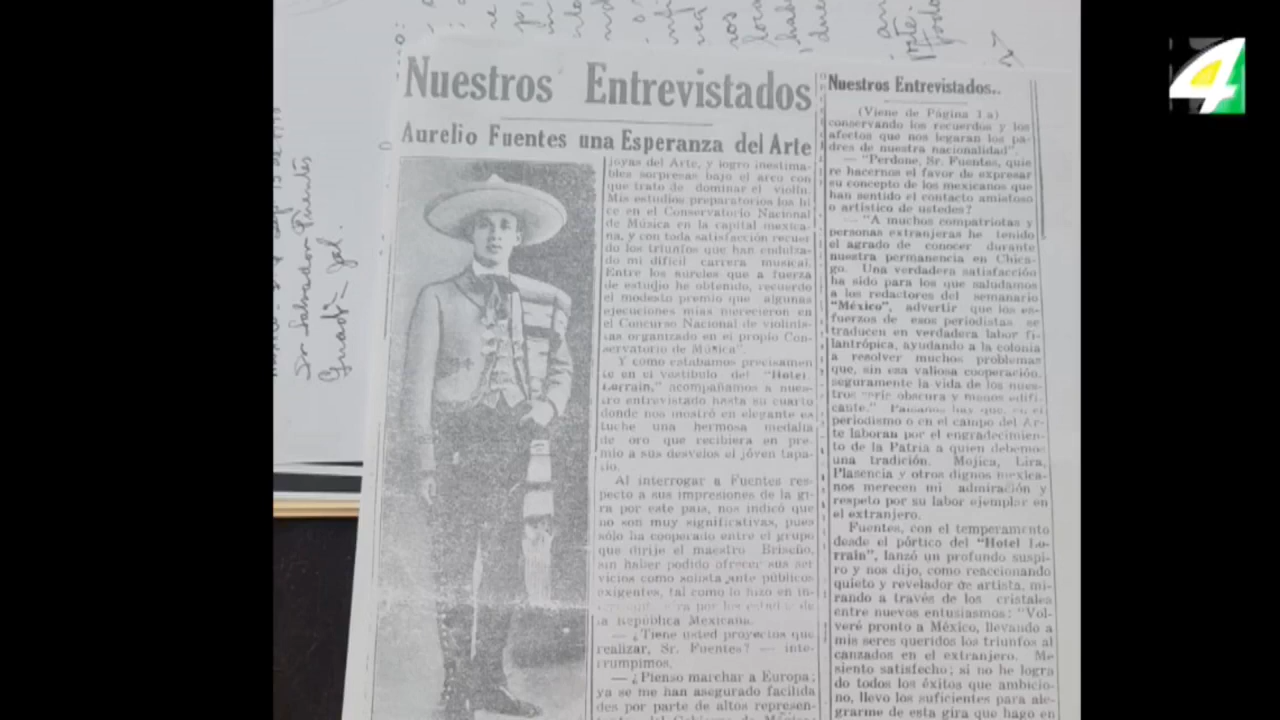 4
Sr Salvador Fuentes
Guadª Jal.
Nuestros Entrevistados
Aurelio Fuentes una Esperanza del Arte
joyas del Arte, y logro inestima-
bles sorpresas bajo el arco con
que trato de dominar el violín.
Mis estudios preparatorios los hi
ce en el Conservatorio Nacional
de Música en la capital mexica-
na, y con toda satisfacción recuer
do los triunfos que han endulza-
do mi difícil carrera musical.
Entre los aureles que a fuerza
de estudio he obtenido, recuerdo
el modesto premio que algunas
ejecuciones mías merecieron en
el Concurso Nacional de violinis-
tas organizado en el propio Con-
servatorio de Música".
Y como estabamos precisamen
te en el vestíbulo del "Hotel
Lorrain," acompañamos a nues-
tro entrevistado hasta su cuarto
donde nos mostró en elegante es
tuche una hermosa medalla
de oro que recibiera en pre-
mio a sus desvelos el jóven tapa-
tío.
Al interrogar a Fuentes res-
pecto a sus impresiones de la gi-
ra por este país, nos indicó que
no son muy significativas, pues
sólo ha cooperado entre el grupo
que dirije el maestro Briseño,
sin haber podido ofrecer sus ser
vicios como solista ante públicos
exigentes, tal como lo hizo en
por los de
la República Mexicana.
— ¿Tiene usted proyectos que
realizar, Sr. Fuentes? — inte-
rrumpimos.
— ¿Pienso marchar a Europa;
ya se me han asegurado facilida
des por parte de altos represen-
del Gobierno de México
Nuestros Entrevistados..
(Viene de Página 1a)
conservando los recuerdos y los
afectos que nos legaran los pa-
dres de nuestra nacionalidad".
— "Perdone, Sr. Fuentes, quie
re hacernos el favor de expresar
su concepto de los mexicanos que
han sentido el contacto amistoso
o artístico de ustedes?
— "A muchos compatriotas y
personas extranjeras he tenido
el agrado de conocer durante
nuestra permanencia en Chica-
go. Una verdadera satisfacción
ha sido para los que saludamos
a los redactores del semanario
"México", advertir que los es-
fuerzos de esos periodistas se
traducen en verdadera labor fi-
lantrópica, ayudando a la colonia
a resolver muchos problemas
que, sin esa valiosa cooperación,
seguramente la vida de los nues-
tros sería obscura y menos edifi-
cante." hay que, en el
periodismo o en el campo del Ar-
te laboran por el engradecimien-
to de la Patria a quien debemos
una tradición. Mojica, Lira,
Plasencia y otros dignos mexica-
nos merecen mi admiración y
respeto por su labor ejemplar en
el extranjero.
Fuentes, con el temperamento
desde el pórtico del "Hotel Lo-
rrain", lanzó un profundo suspi-
ro y nos dijo, como reaccionando
quieto y revelador de artista, mi-
rando a través de los cristales
entre nuevos entusiasmos: "Vol-
veré pronto a México, llevando a
mis seres queridos los triunfos al
canzados en el extranjero. Me
siento satisfecho; si no he logra
do todos los éxitos que ambicio-
no, llevo los suficientes para ale-
grarme de esta gira que hago en